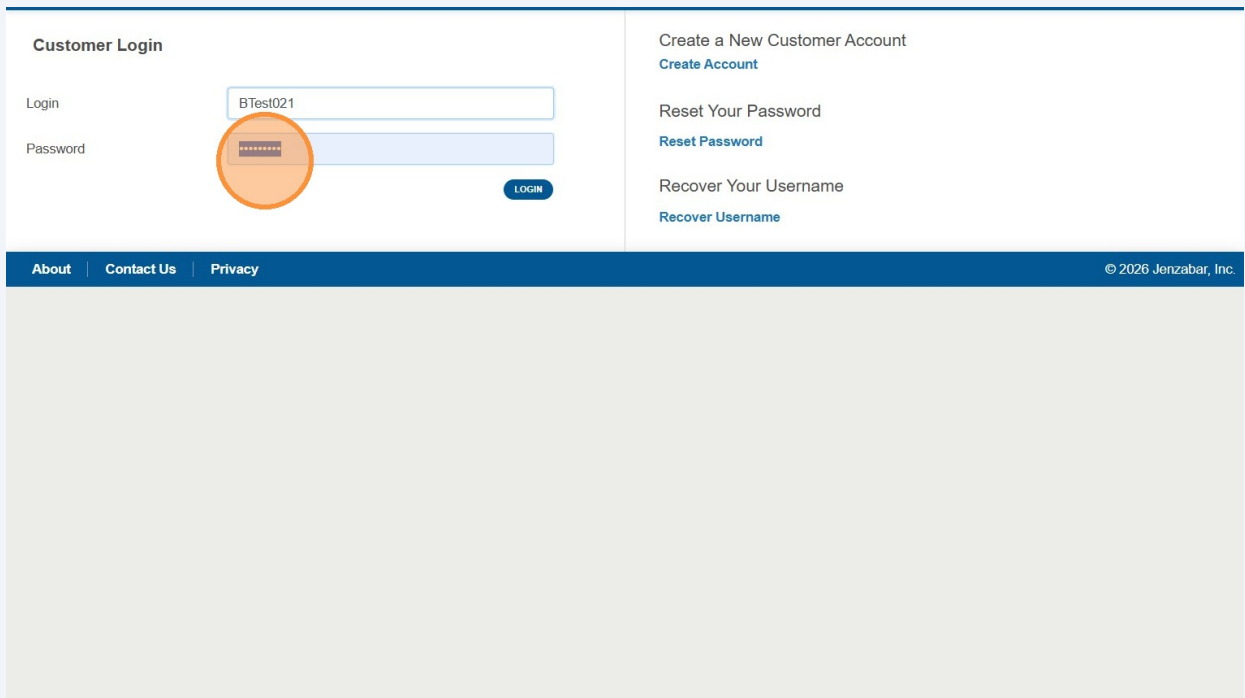 Customer Login
Login
BTest021
Password
•••••••••
LOGIN
Create a New Customer Account
Create Account
Reset Your Password
Reset Password
Recover Your Username
Recover Username
About
Contact Us
Privacy
© 2026 Jenzabar, Inc.